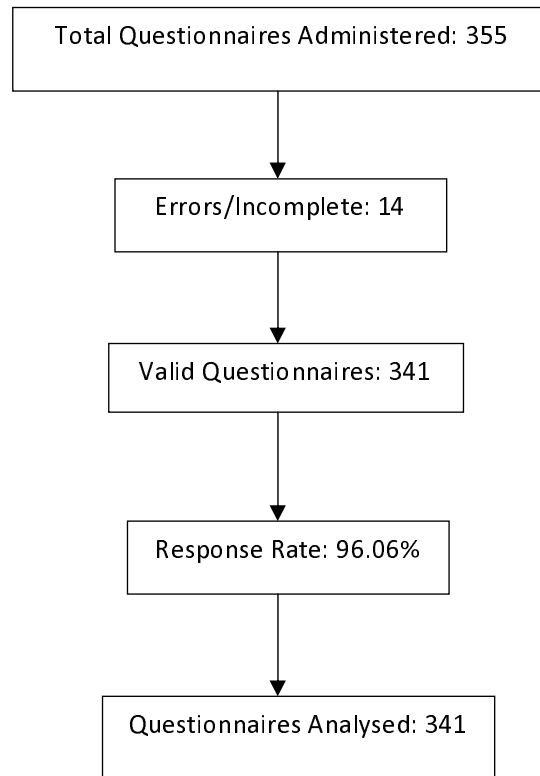 Total Questionnaires Administered: 355
Errors/Incomplete: 14
Valid Questionnaires: 341
Response Rate: 96.06%
Questionnaires Analysed: 341